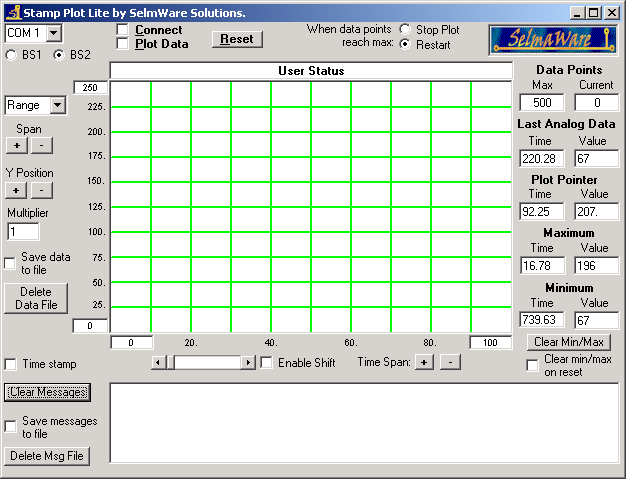 Stamp Plot Lite by SelmWare Solutions.
COM 1
Connect
Plot Data
Reset
When data points
reach max:
Stop Plot
Restart
SelmaWare
BS1
BS2
User Status
Data Points
Max
Current
500
0
Range
Span
+
-
Y Position
+
-
Multiplier
1
Save data
to file
Delete
Data File
250
225.
200.
175.
150.
125.
100.
75.
50.
25.
0
0
20.
40.
60.
80.
100
Last Analog Data
Time
Value
220.28
67
Plot Pointer
Time
Value
92.25
207.
Maximum
Time
Value
16.78
196
Minimum
Time
Value
739.63
67
Clear Min/Max
Clear min/max
on reset
Time stamp
Enable Shift
Time Span:
+
-
Clear Messages
Save messages
to file
Delete Msg File